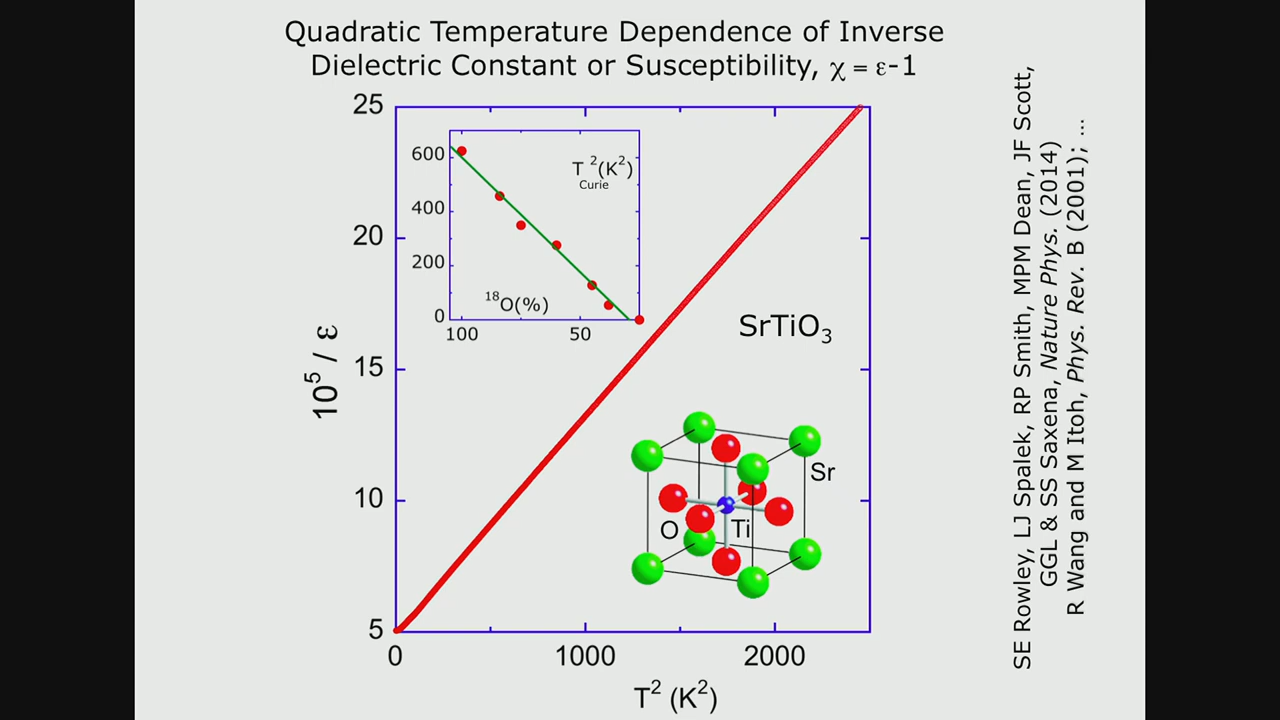 Quadratic Temperature Dependence of Inverse
Dielectric Constant or Susceptibility, χ = ε-1
25
20
15
10
5
10⁵ / ε
0
1000
2000
T² (K²)
600
400
200
0
100
50
T²Curie(K²)
¹⁸O(%)
SrTiO₃
Sr
O
Ti
SE Rowley, LJ Spalek, RP Smith, MPM Dean, JF Scott,
GGL & SS Saxena, Nature Phys. (2014)
R Wang and M Itoh, Phys. Rev. B (2001); ...